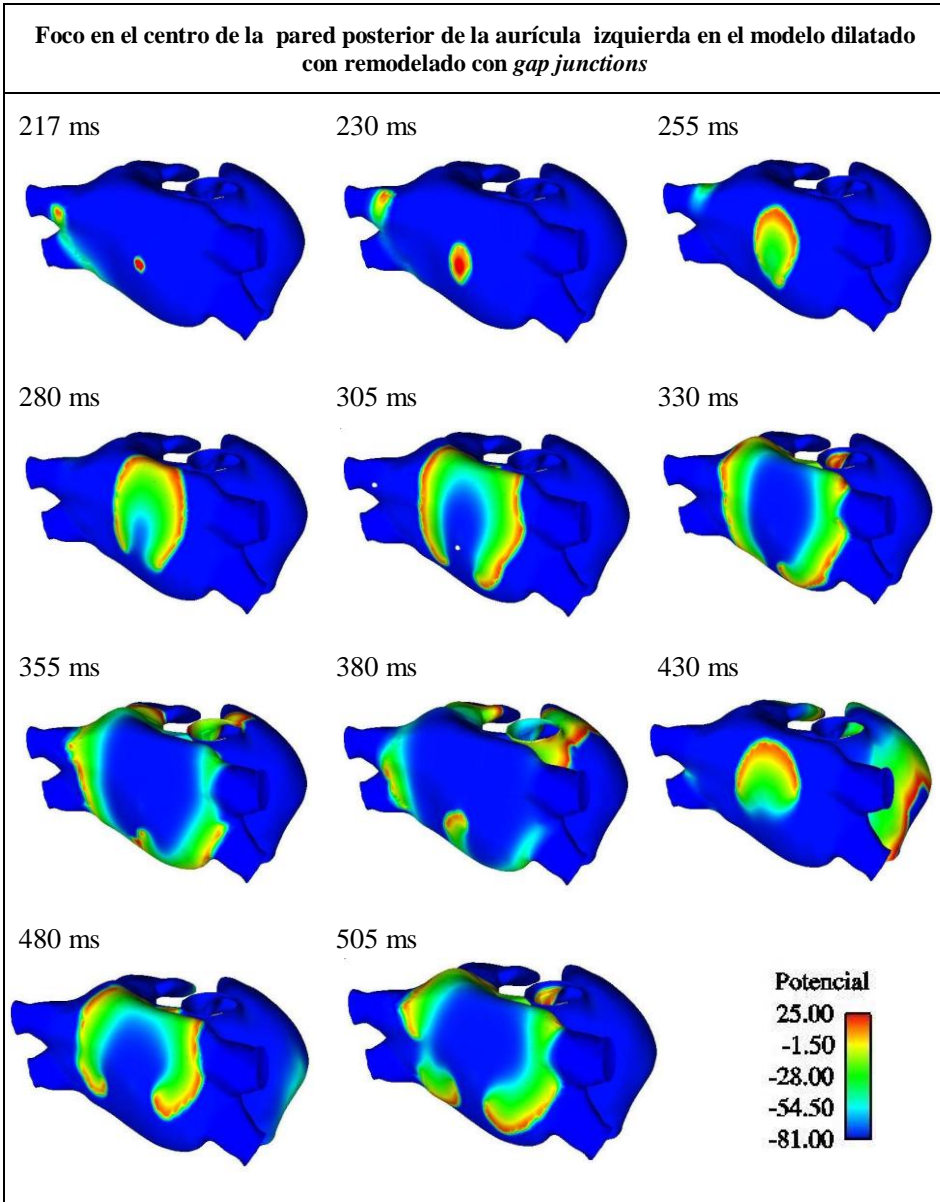 Foco en el centro de la pared posterior de la aurícula izquierda en el modelo dilatado
con remodelado con gap junctions
217 ms
230 ms
255 ms
280 ms
305 ms
330 ms
355 ms
380 ms
430 ms
480 ms
505 ms
Potencial
25.00
-1.50
-28.00
-54.50
-81.00